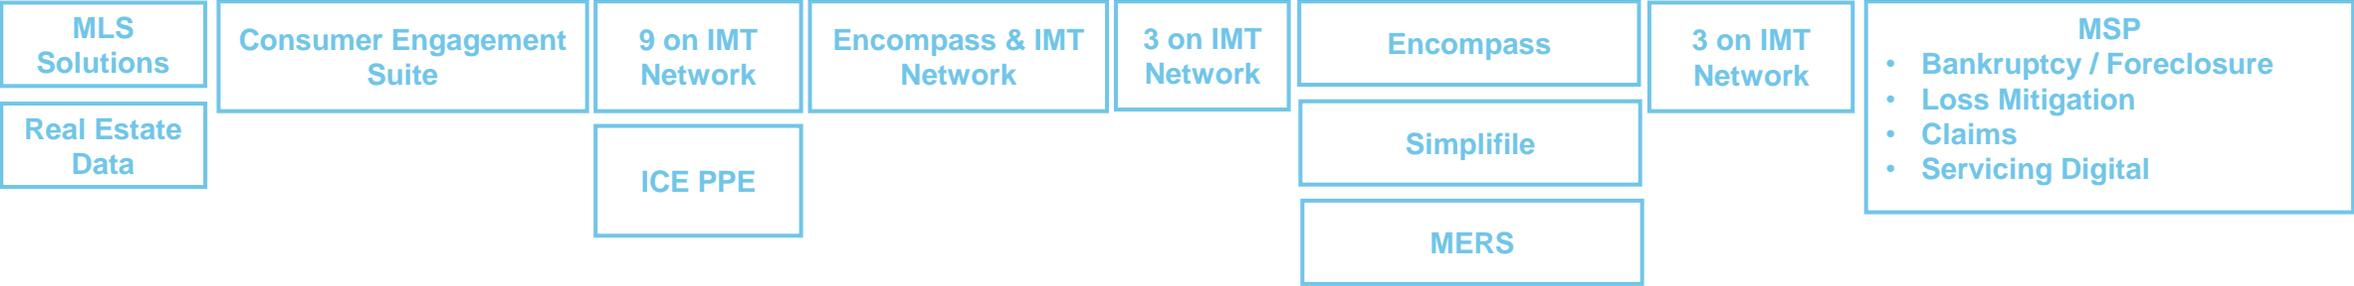 MLS
Solutions
Real Estate
Data
Consumer Engagement
Suite
9 on IMT
Network
ICE PPE
Encompass & IMT
Network
3 on IMT
Network
Encompass
Simplifile
MERS
3 on IMT
Network
MSP
• Bankruptcy / Foreclosure
• Loss Mitigation
• Claims
• Servicing Digital